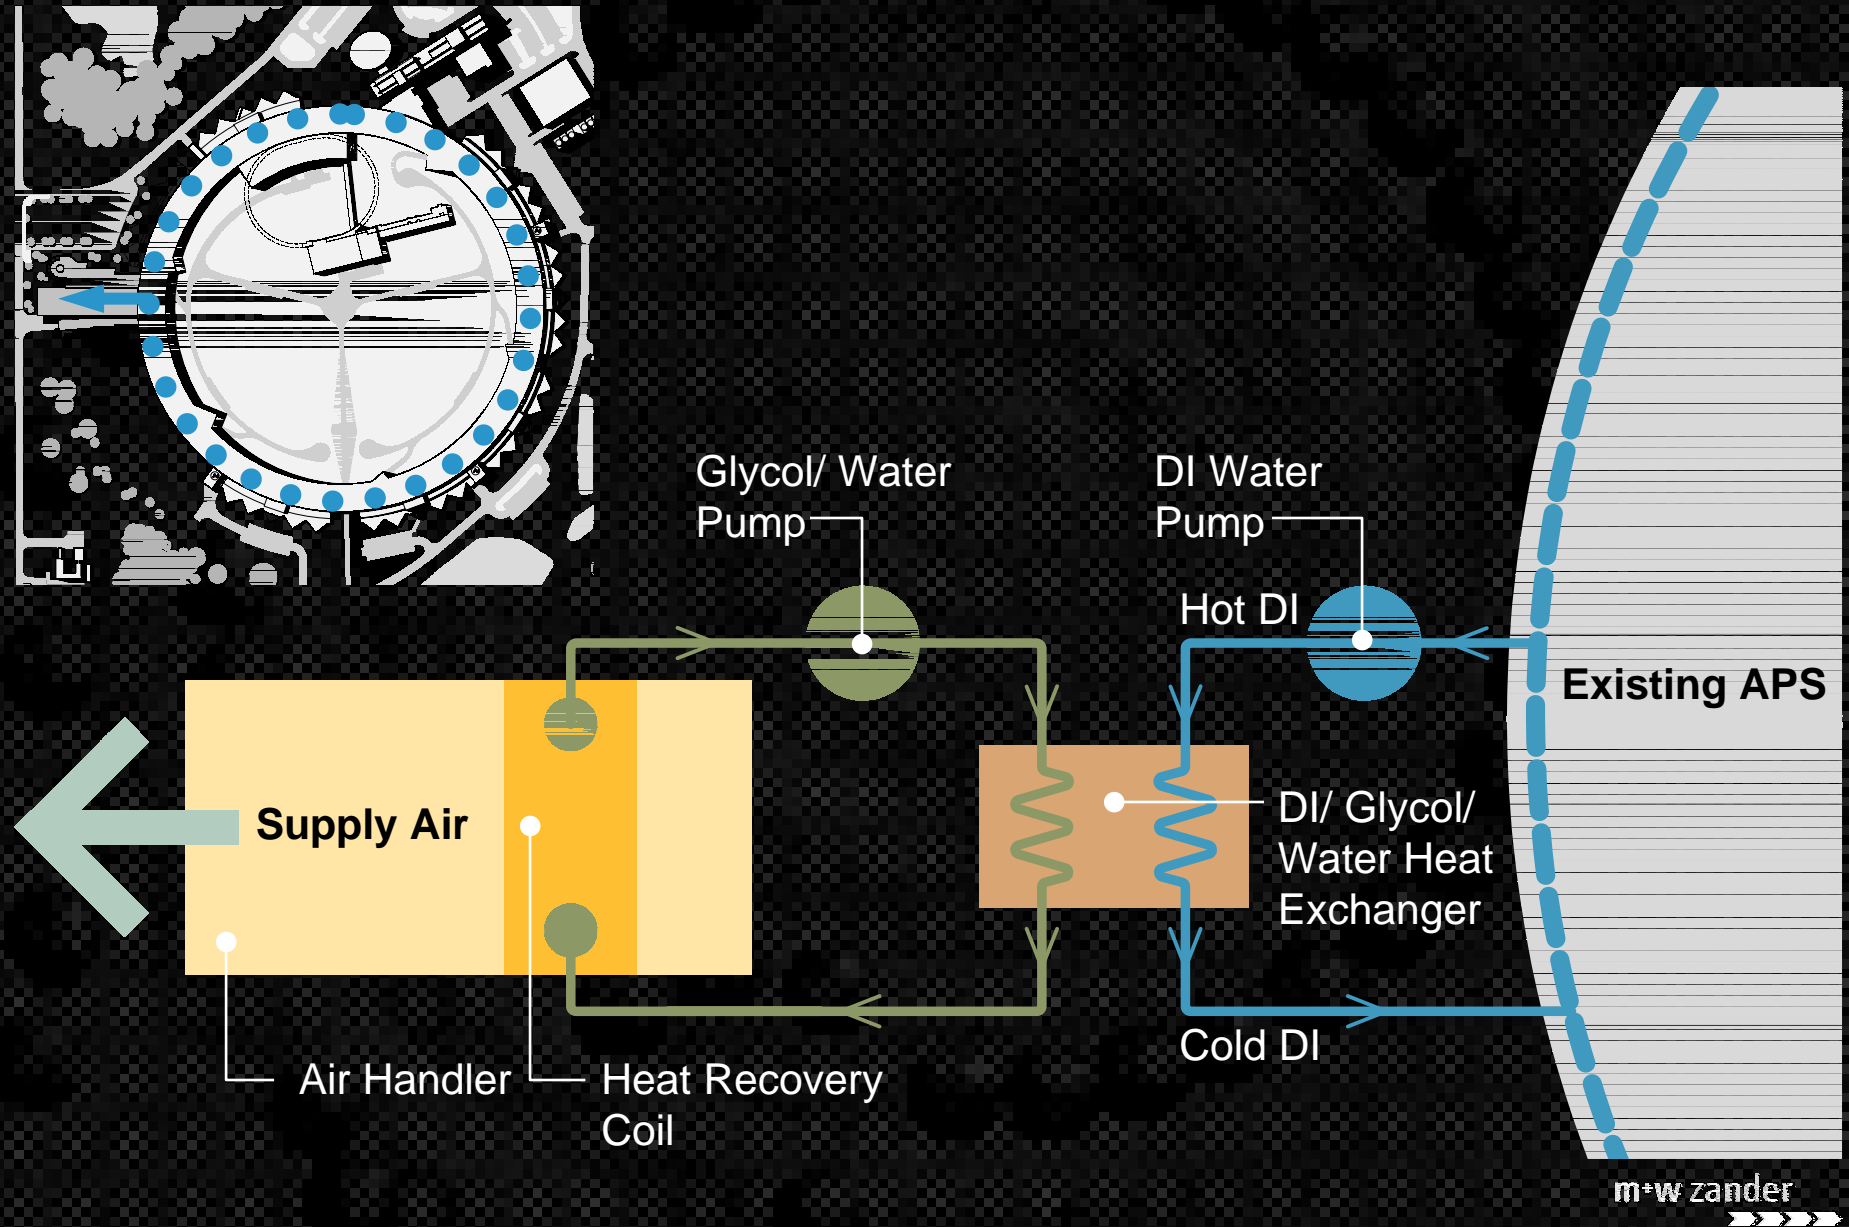 Glycol/ Water
Pump
DI Water
Pump
Hot DI
Existing APS
Supply Air
DI/ Glycol/
Water Heat
Exchanger
Cold DI
Air Handler
Heat Recovery
Coil
m+w zander